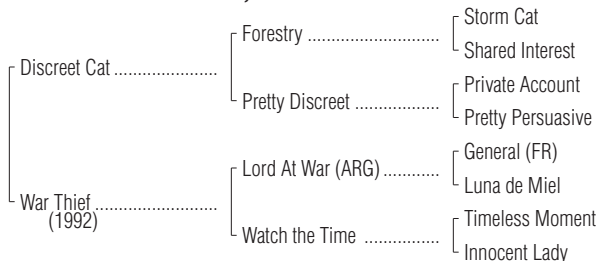 Storm Cat
Forestry ..........................
Shared Interest
Discreet Cat .....................
Private Account
Pretty Discreet .................
Pretty Persuasive
General (FR)
Lord At War (ARG) ............
Luna de Miel
War Thief .........................
(1992)
Timeless Moment
Watch the Time ...............
Innocent Lady